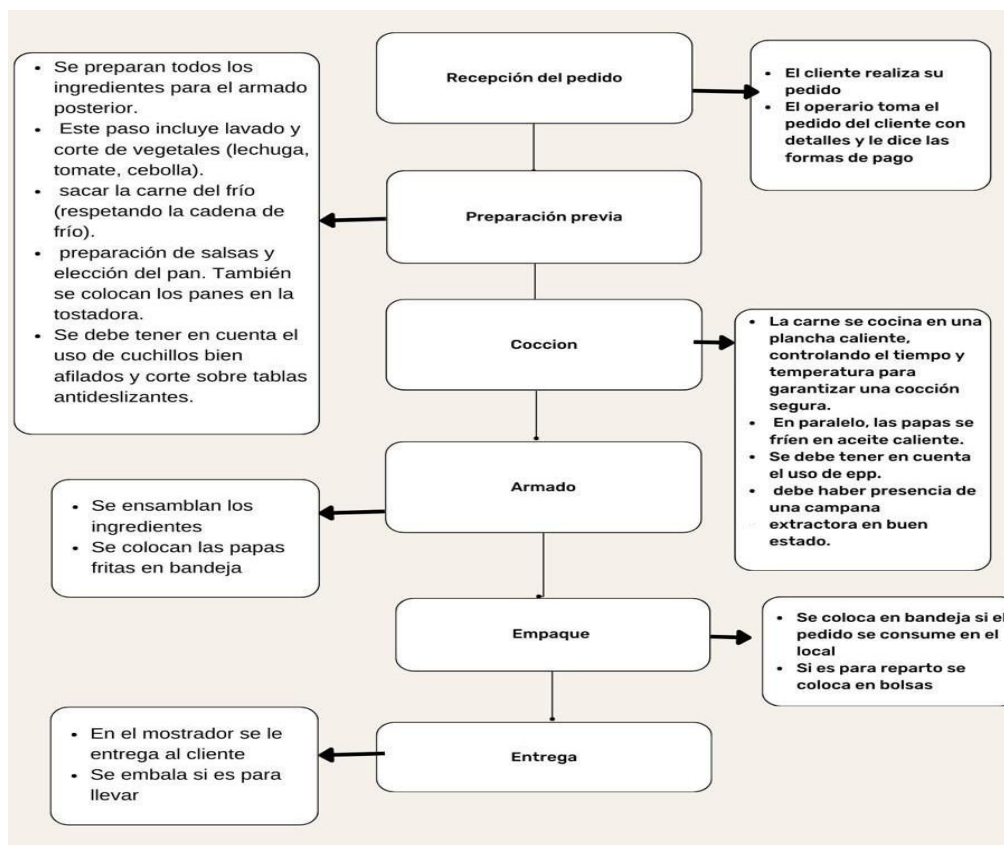 Recepción del pedido
• El cliente realiza su
pedido
• El operario toma el
pedido del cliente con
detalles y le dice las
formas de pago
Preparación previa
• Se preparan todos los
ingredientes para el armado
posterior.
• Este paso incluye lavado y
corte de vegetales (lechuga,
tomate, cebolla).
• sacar la carne del frío
(respetando la cadena de
frío).
• preparación de salsas y
elección del pan. También
se colocan los panes en la
tostadora.
• Se debe tener en cuenta el
uso de cuchillos bien
afilados y corte sobre tablas
antideslizantes.
Coccion
• La carne se cocina en una
plancha caliente,
controlando el tiempo y
temperatura para
garantizar una cocción
segura.
• En paralelo, las papas se
fríen en aceite caliente.
• Se debe tener en cuenta
el uso de epp.
• debe haber presencia de
una campana
extractora en buen
estado.
Armado
• Se ensamblan los
ingredientes
• Se colocan las papas
fritas en bandeja
Empaque
• Se coloca en bandeja si el
pedido se consume en el
local
• Si es para reparto se
coloca en bolsas
Entrega
• En el mostrador se le
entrega al cliente
• Se embala si es para
llevar